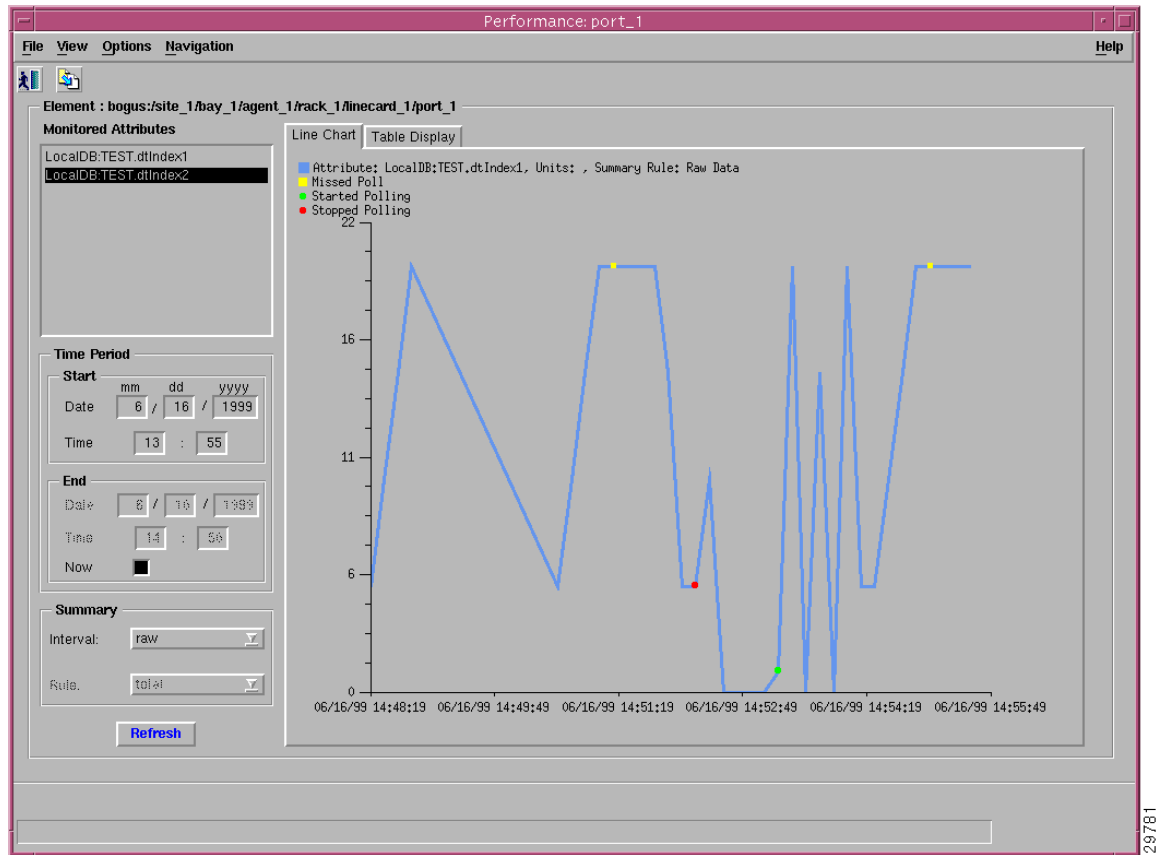 Performance: port_1
File View Options Navigation Help
Element : bogus:/site_1/bay_1/agent_1/rack_1/linecard_1/port_1
Monitored Attributes
LocalDB:TEST.dtIndex1
LocalDB:TEST.dtIndex2
Line Chart Table Display
Attribute: LocalDB:TEST.dtIndex1, Units: , Summary Rule: Raw Data
Missed Poll
Started Polling
Stopped Polling
22
16
11
6
0
06/16/99 14:48:19 06/16/99 14:49:49 06/16/99 14:51:19 06/16/99 14:52:49 06/16/99 14:54:19 06/16/99 14:55:49
Time Period
Start
mm dd yyyy
Date 6 / 16 / 1999
Time 13 : 55
End
Date 6 / 16 / 1999
Time 14 : 56
Now
Summary
Interval: raw
Rule: total
Refresh
29781